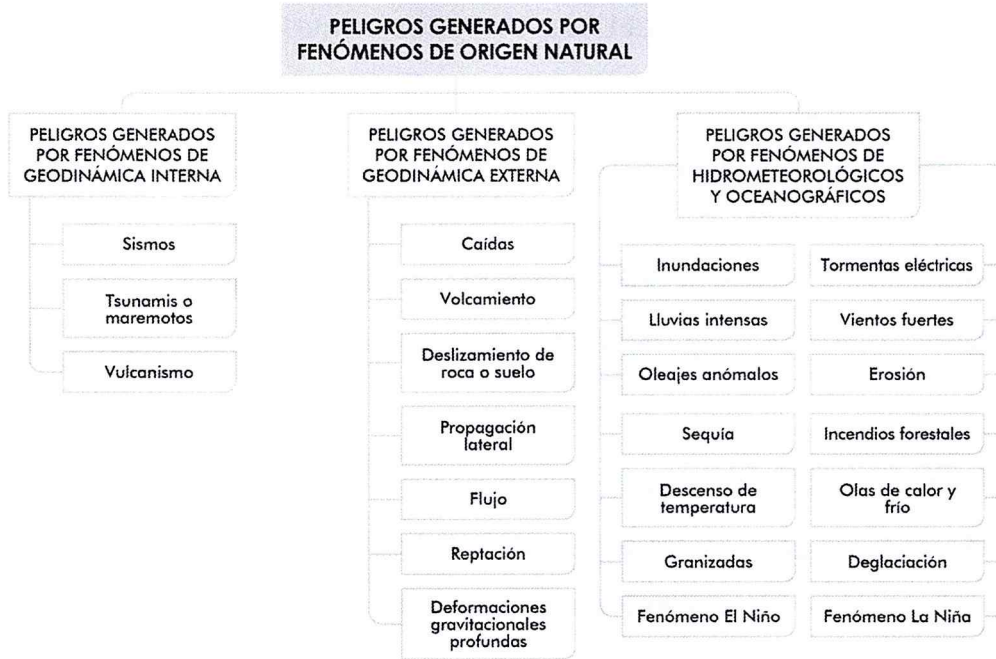 PELIGROS GENERADOS POR
FENÓMENOS DE ORIGEN NATURAL
PELIGROS GENERADOS
POR FENÓMENOS DE
GEODINÁMICA INTERNA
Sismos
Tsunamis o
maremotos
Vulcanismo
PELIGROS GENERADOS
POR FENÓMENOS DE
GEODINÁMICA EXTERNA
Caídas
Volcamiento
Deslizamiento de
roca o suelo
Propagación
lateral
Flujo
Reptación
Deformaciones
gravitacionales
profundas
PELIGROS GENERADOS
POR FENÓMENOS DE
HIDROMETEOROLÓGICOS
Y OCEANOGRÁFICOS
Inundaciones
Lluvias intensas
Oleajes anómalos
Sequía
Descenso de
temperatura
Granizadas
Fenómeno El Niño
Tormentas eléctricas
Vientos fuertes
Erosión
Incendios forestales
Olas de calor y
frío
Deglaciación
Fenómeno La Niña